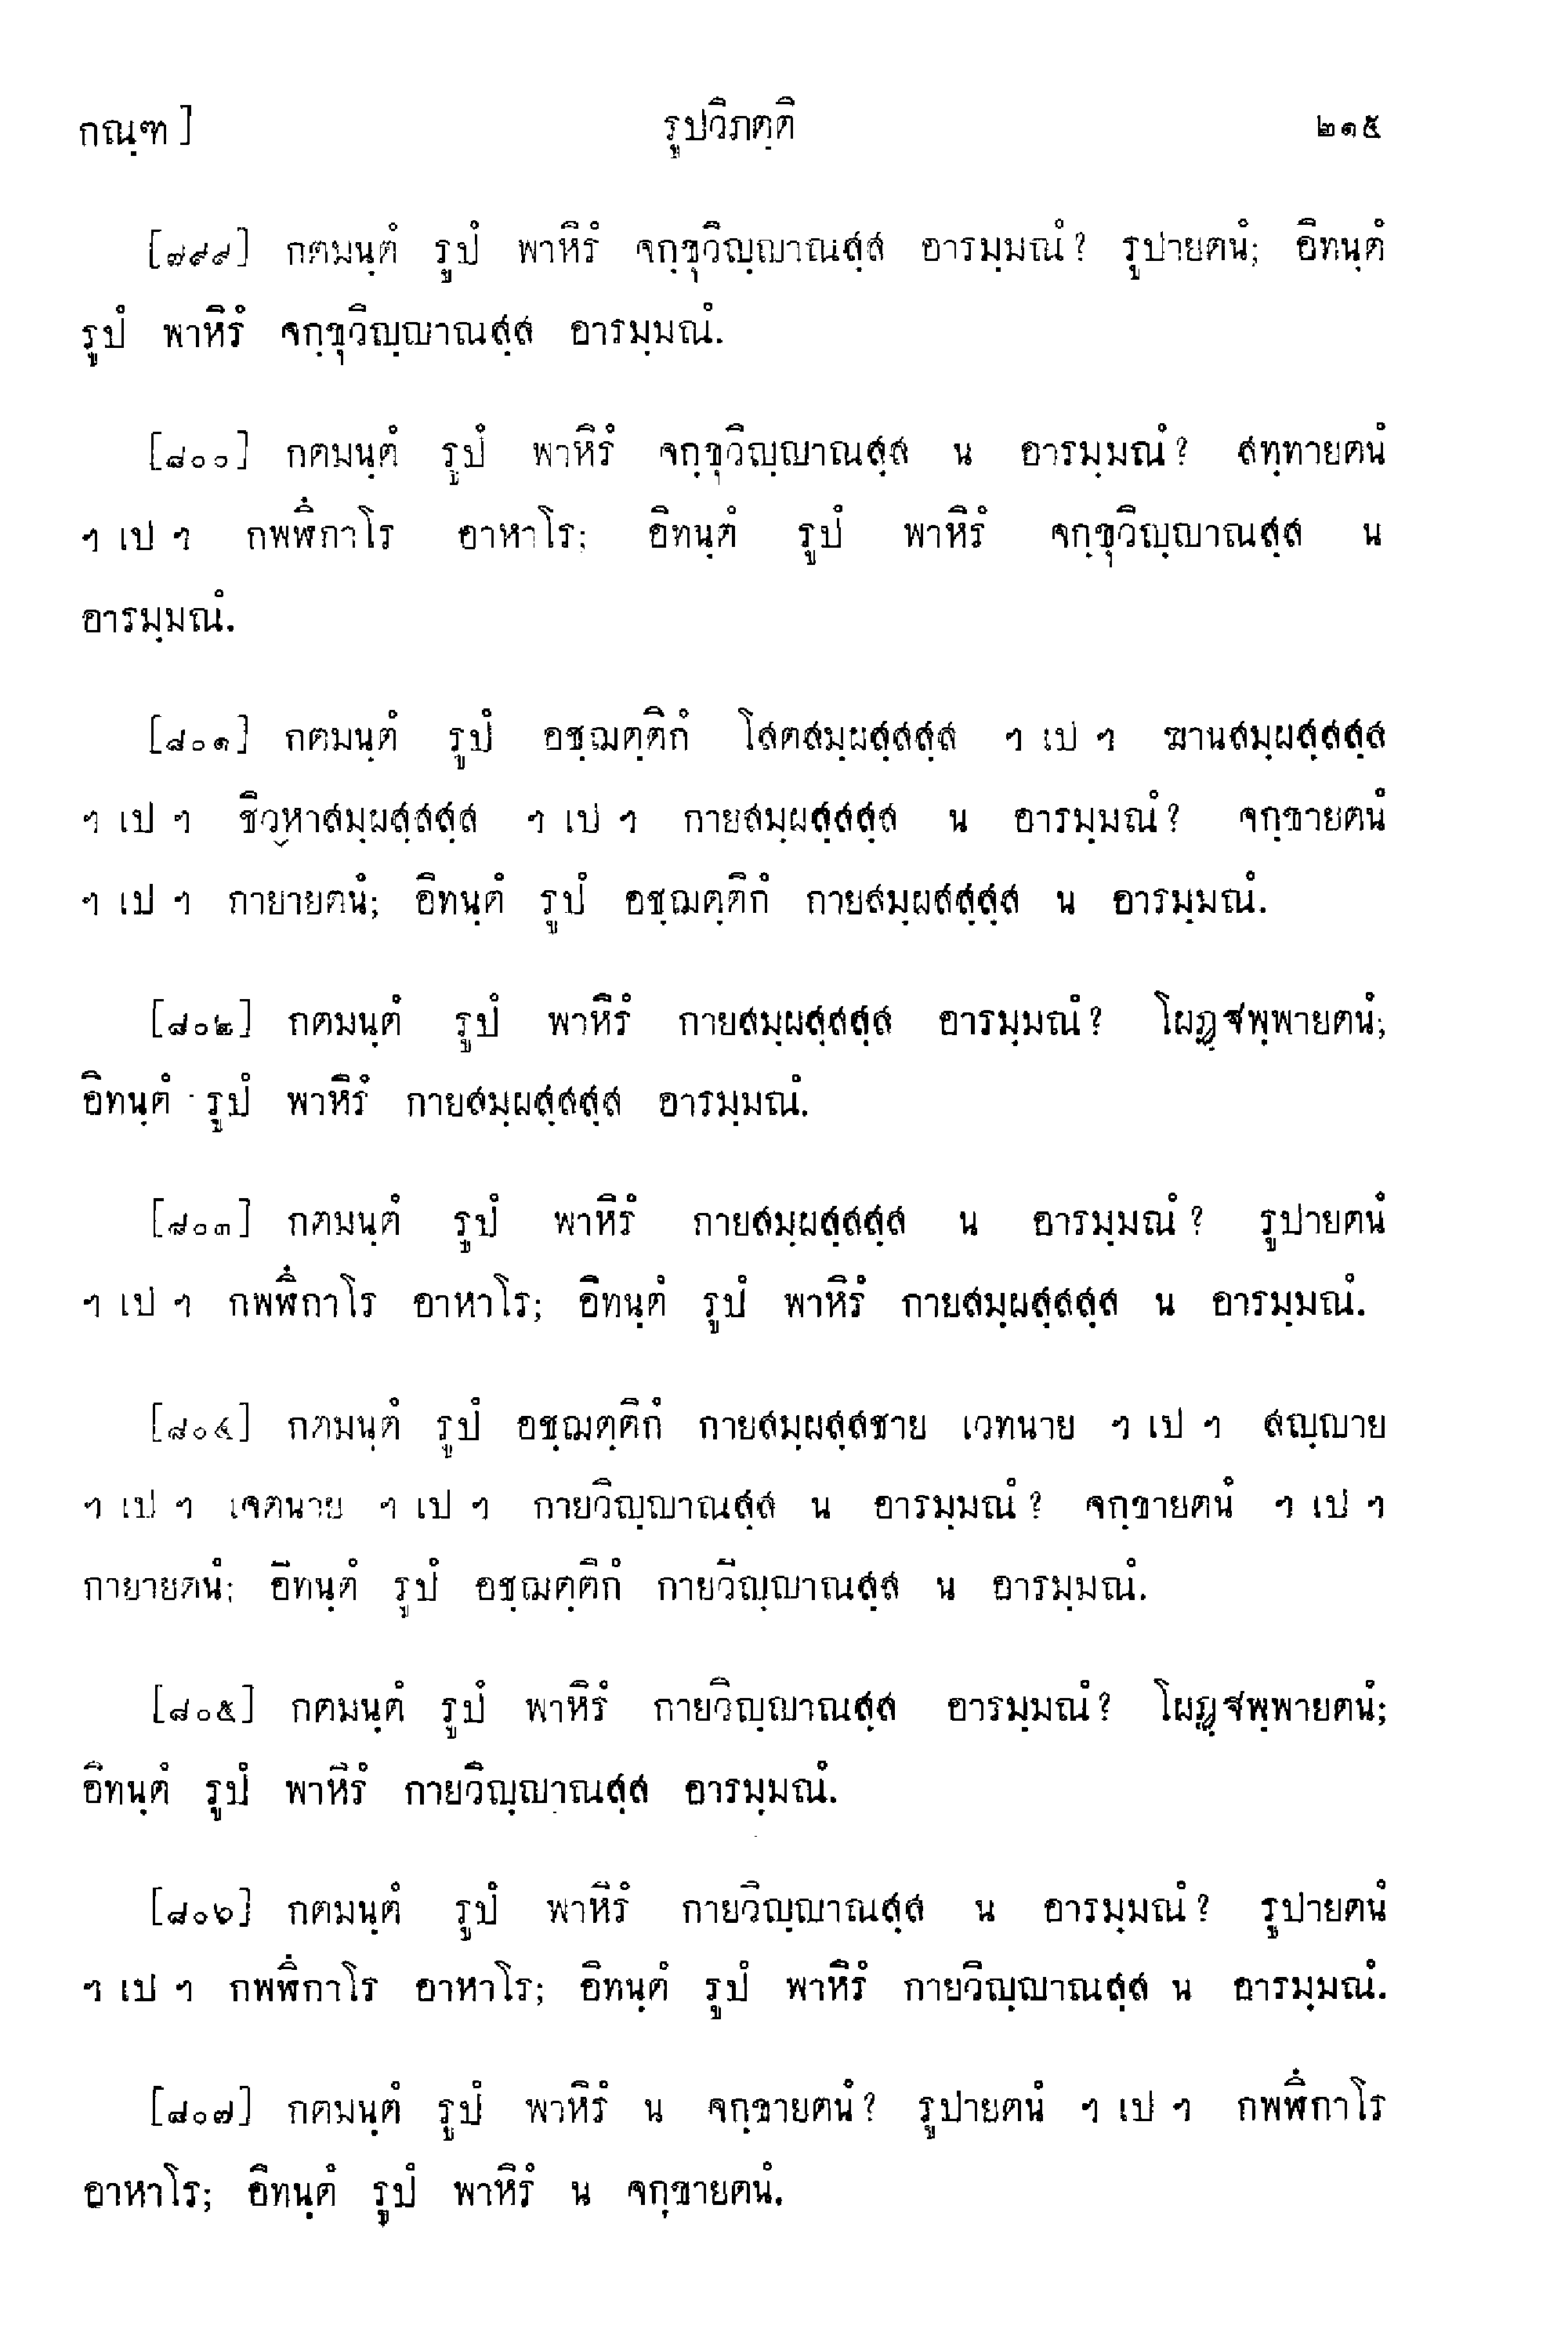 กณฺฑ]	รูปวิภตฺติ	๒๑๕
[๗๙๙] กตมนฺตํ รูปํ พาหิรํ จกฺขุวิญฺญาณสฺส อารมฺมณํ? รูปายตนํ; อิทนฺตํ
รูปํ พาหิรํ จกฺขุวิญฺญาณสฺส อารมฺมณํ.
[๘๐๐] กตมนฺตํ รูปํ พาหิรํ จกฺขุวิญฺญาณสฺส น อารมฺมณํ? สทฺทายตนํ
ฯ เป ฯ กพฬิํกาโร อาหาโร; อิทนฺตํ รูปํ พาหิรํ จกฺขุวิญฺญาณสฺส น
อารมฺมณํ.
[๘๐๑] กตมนฺตํ รูปํ อชฺฌตฺติกํ โสตสมฺผสฺสสฺส ฯ เป ฯ ฆานสมฺผสฺสสฺส
ฯ เป ฯ ชิวฺหาสมฺผสฺสสฺส ฯ เป ฯ กายสมฺผสฺสสฺส น อารมฺมณํ? จกฺขายตนํ
ฯ เป ฯ กายายตนํ; อิทนฺตํ รูปํ อชฺฌตฺติกํ กายสมฺผสฺสสฺส น อารมฺมณํ.
[๘๐๒] กตมนฺตํ รูปํ พาหิรํ กายสมฺผสฺสสฺส อารมฺมณํ? โผฏฺฐพฺพายตนํ;
อิทนฺตํ รูปํ พาหิรํ กายสมฺผสฺสสฺส อารมฺมณํ.
[๘๐๓] กตมนฺตํ รูปํ พาหิรํ กายสมฺผสฺสสฺส น อารมฺมณํ? รูปายตนํ
ฯ เป ฯ กพฬิํกาโร อาหาโร; อิทนฺตํ รูปํ พาหิรํ กายสมฺผสฺสสฺส น อารมฺมณํ.
[๘๐๔] กตมนฺตํ รูปํ อชฺฌตฺติกํ กายสมฺผสฺสชาย เวทนาย ฯ เป ฯ สญฺญาย
ฯ เป ฯ เจตนาย ฯ เป ฯ กายวิญฺญาณสฺส น อารมฺมณํ? จกฺขายตนํ ฯ เป ฯ
กายายตนํ; อิทนฺตํ รูปํ อชฺฌตฺติกํ กายวิญฺญาณสฺส น อารมฺมณํ.
[๘๐๕] กตมนฺตํ รูปํ พาหิรํ กายวิญฺญาณสฺส อารมฺมณํ? โผฏฺฐพฺพายตนํ;
อิทนฺตํ รูปํ พาหิรํ กายวิญฺญาณสฺส อารมฺมณํ.
[๘๐๖] กตมนฺตํ รูปํ พาหิรํ กายวิญฺญาณสฺส น อารมฺมณํ? รูปายตนํ
ฯ เป ฯ กพฬิํกาโร อาหาโร; อิทนฺตํ รูปํ พาหิรํ กายวิญฺญาณสฺส น อารมฺมณํ.
[๘๐๗] กตมนฺตํ รูปํ พาหิรํ น จกฺขายตนํ? รูปายตนํ ฯ เป ฯ กพฬิํกาโร
อาหาโร; อิทนฺตํ รูปํ พาหิรํ น จกฺขายตนํ.